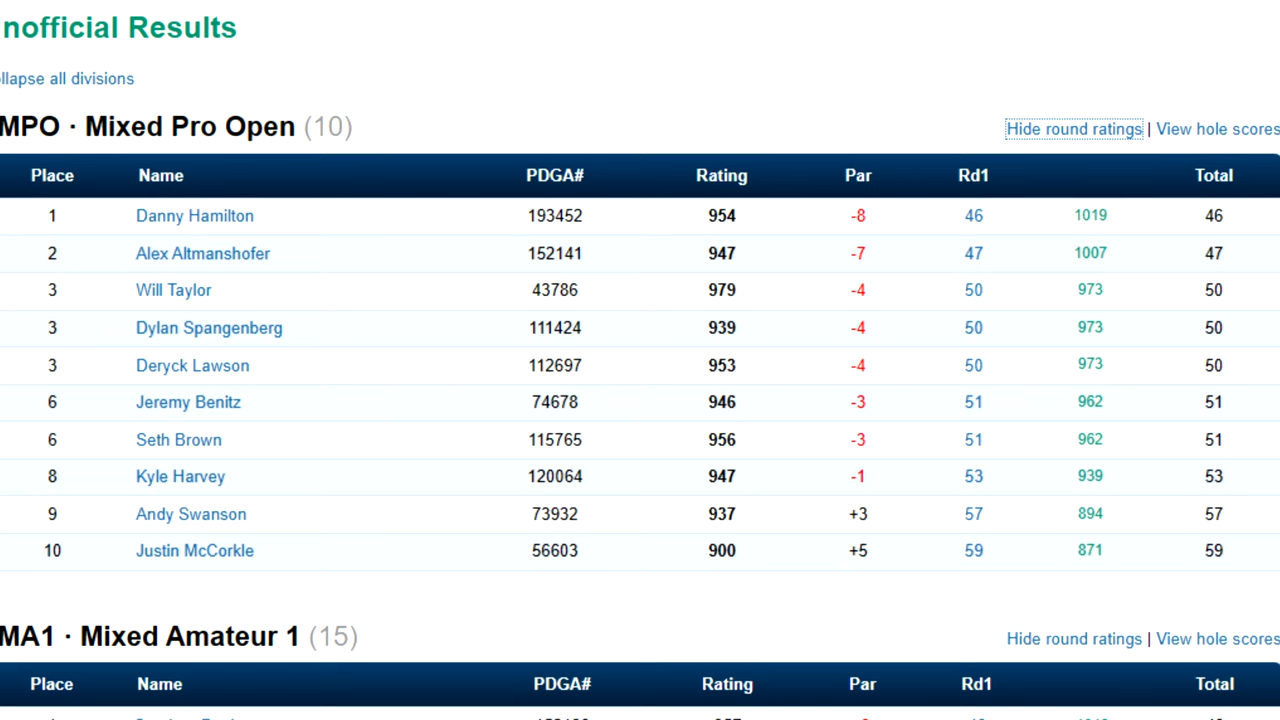 nofficial Results
llapse all divisions
MPO · Mixed Pro Open (10) Hide round ratings | View hole scores
Place Name PDGA# Rating Par Rd1 Total
1 Danny Hamilton 193452 954 -8 46 1019 46
2 Alex Altmanshofer 152141 947 -7 47 1007 47
3 Will Taylor 43786 979 -4 50 973 50
3 Dylan Spangenberg 111424 939 -4 50 973 50
3 Deryck Lawson 112697 953 -4 50 973 50
6 Jeremy Benitz 74678 946 -3 51 962 51
6 Seth Brown 115765 956 -3 51 962 51
8 Kyle Harvey 120064 947 -1 53 939 53
9 Andy Swanson 73932 937 +3 57 894 57
10 Justin McCorkle 56603 900 +5 59 871 59
MA1 · Mixed Amateur 1 (15) Hide round ratings | View hole scores
Place Name PDGA# Rating Par Rd1 Total